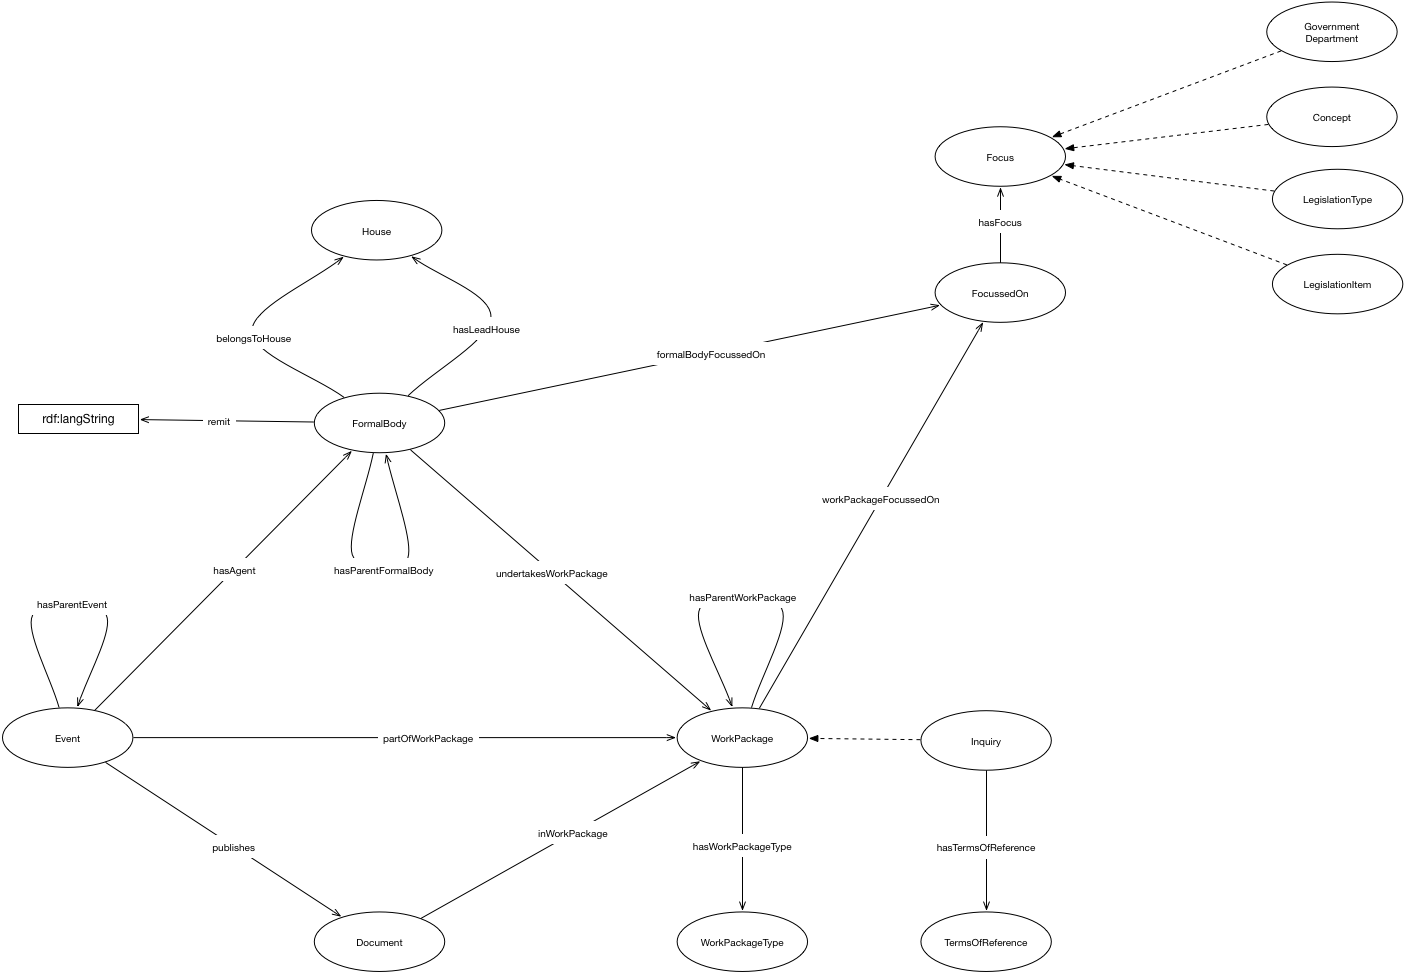 Government
Department
Concept
Focus
LegislationType
hasFocus
House
LegislationItem
FocussedOn
belongsToHouse
hasLeadHouse
formalBodyFocussedOn
rdf:langString
remit
FormalBody
workPackageFocussedOn
hasAgent
hasParentFormalBody
undertakesWorkPackage
hasParentEvent
hasParentWorkPackage
Event
partOfWorkPackage
WorkPackage
Inquiry
inWorkPackage
publishes
hasWorkPackageType
hasTermsOfReference
Document
WorkPackageType
TermsOfReference